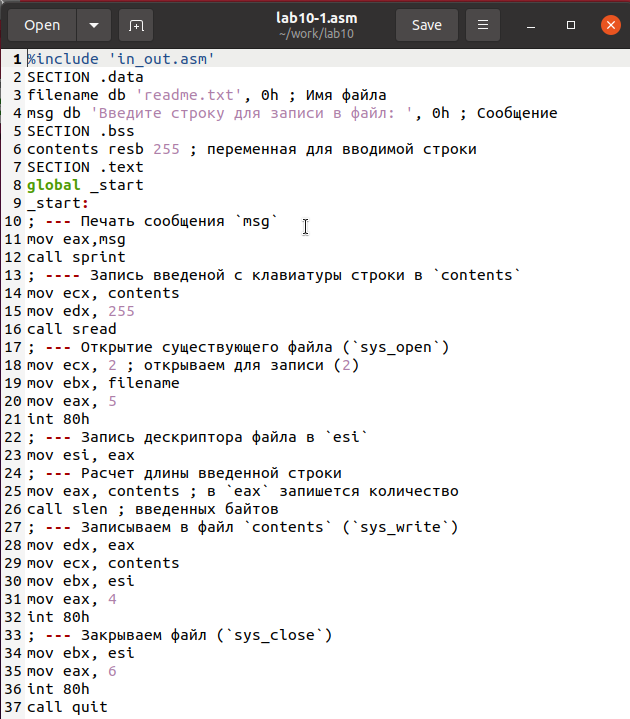 Open
lab10-1.asm
~/work/lab10
Save
1 %include 'in_out.asm'
2 SECTION .data
3 filename db 'readme.txt', 0h ; Имя файла
4 msg db 'Введите строку для записи в файл: ', 0h ; Сообщение
5 SECTION .bss
6 contents resb 255 ; переменная для вводимой строки
7 SECTION .text
8 global _start
9 _start:
10 ; --- Печать сообщения `msg`
11 mov eax,msg
12 call sprint
13 ; ---- Запись введеной с клавиатуры строки в `contents`
14 mov ecx, contents
15 mov edx, 255
16 call sread
17 ; --- Открытие существующего файла (`sys_open`)
18 mov ecx, 2 ; открываем для записи (2)
19 mov ebx, filename
20 mov eax, 5
21 int 80h
22 ; --- Запись дескриптора файла в `esi`
23 mov esi, eax
24 ; --- Расчет длины введенной строки
25 mov eax, contents ; в `eax` запишется количество
26 call slen ; введенных байтов
27 ; --- Записываем в файл `contents` (`sys_write`)
28 mov edx, eax
29 mov ecx, contents
30 mov ebx, esi
31 mov eax, 4
32 int 80h
33 ; --- Закрываем файл (`sys_close`)
34 mov ebx, esi
35 mov eax, 6
36 int 80h
37 call quit